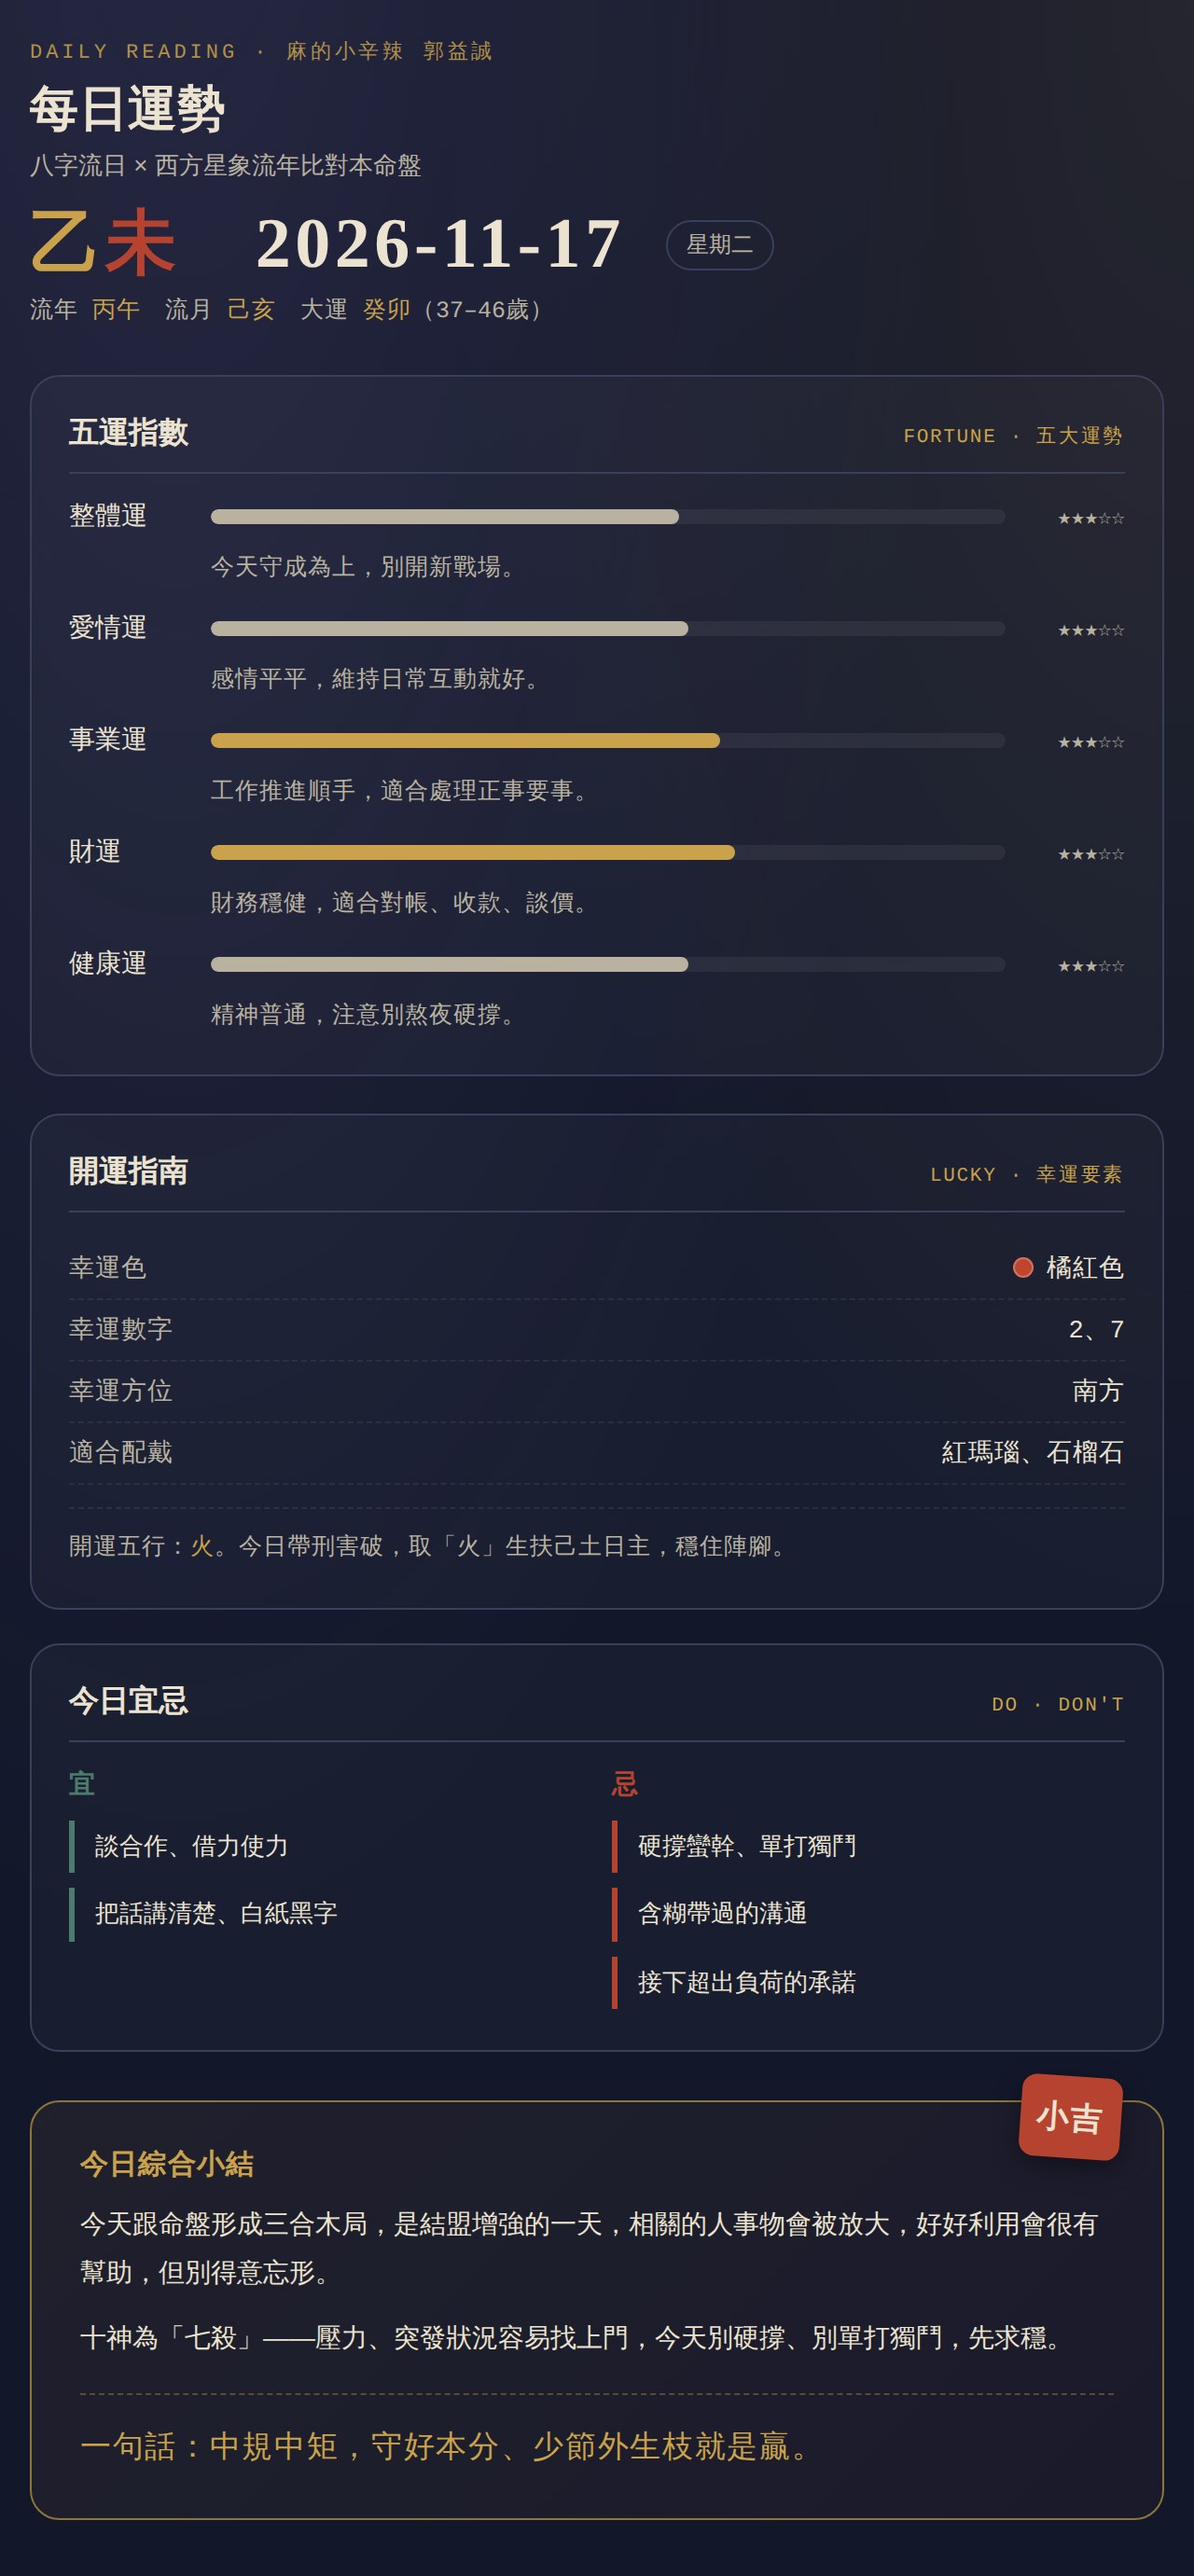 DAILY READING · 麻的小辛辣 郭益誠
每日運勢
八字流日 × 西方星象流年比對本命盤
乙未 2026-11-17 星期二
流年 丙午 流月 己亥 大運 癸卯（37–46歲）
五運指數 FORTUNE · 五大運勢
整體運 ★★★☆☆
今天守成為上，別開新戰場。
愛情運 ★★★☆☆
感情平平，維持日常互動就好。
事業運 ★★★☆☆
工作推進順手，適合處理正事要事。
財運 ★★★☆☆
財務穩健，適合對帳、收款、談價。
健康運 ★★★☆☆
精神普通，注意別熬夜硬撐。
開運指南 LUCKY · 幸運要素
幸運色 橘紅色
幸運數字 2、7
幸運方位 南方
適合配戴 紅瑪瑙、石榴石
開運五行：火。今日帶刑害破，取「火」生扶己土日主，穩住陣腳。
今日宜忌 DO · DON'T
宜
談合作、借力使力
把話講清楚、白紙黑字
忌
硬撐蠻幹、單打獨鬥
含糊帶過的溝通
接下超出負荷的承諾
小吉
今日綜合小結
今天跟命盤形成三合木局，是結盟增強的一天，相關的人事物會被放大，好好利用會很有
幫助，但別得意忘形。
十神為「七殺」——壓力、突發狀況容易找上門，今天別硬撐、別單打獨鬥，先求穩。
一句話：中規中矩，守好本分、少節外生枝就是贏。